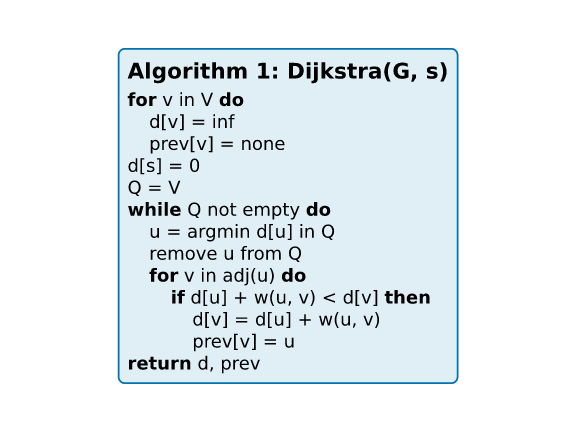 Algorithm 1: Dijkstra(G, s)
for v in V do
d[v] = inf
prev[v] = none
d[s] = 0
Q = V
while Q not empty do
u = argmin d[u] in Q
remove u from Q
for v in adj(u) do
if d[u] + w(u, v) < d[v] then
d[v] = d[u] + w(u, v)
prev[v] = u
return d, prev